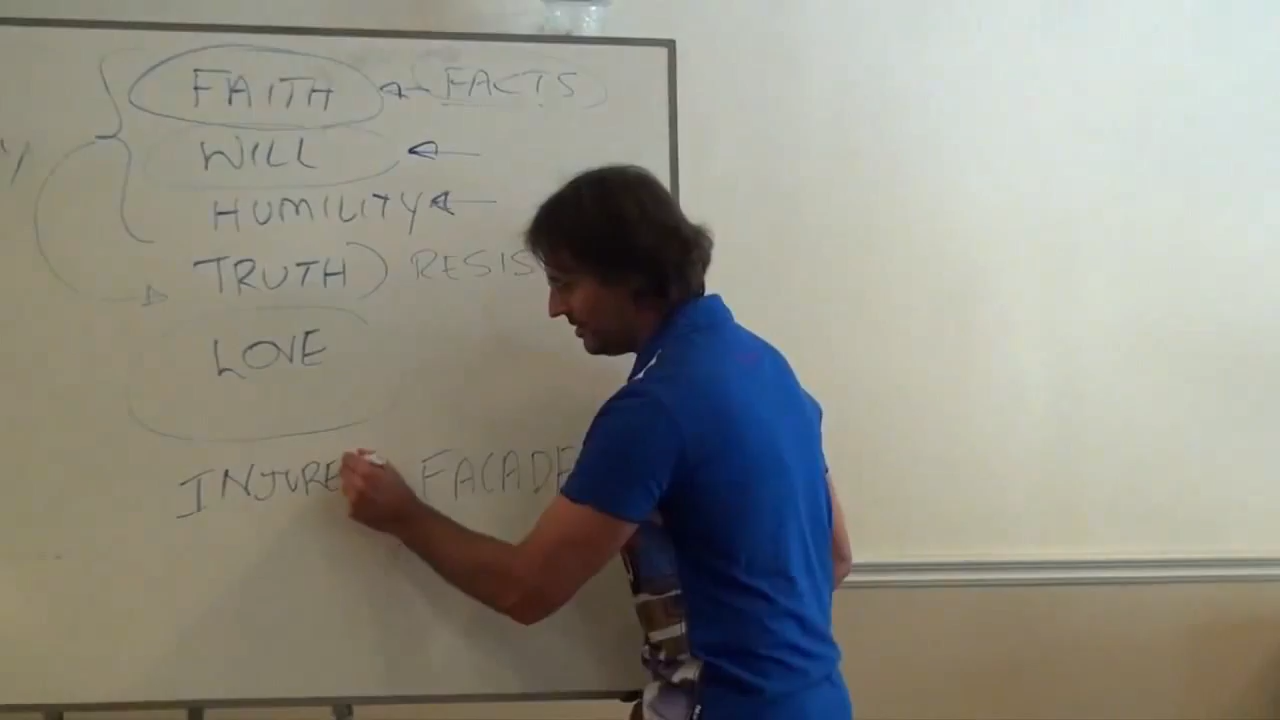 FAITH FACTS
WILL
HUMILITY
TRUTH RESIS
LOVE
INJURE FACADE